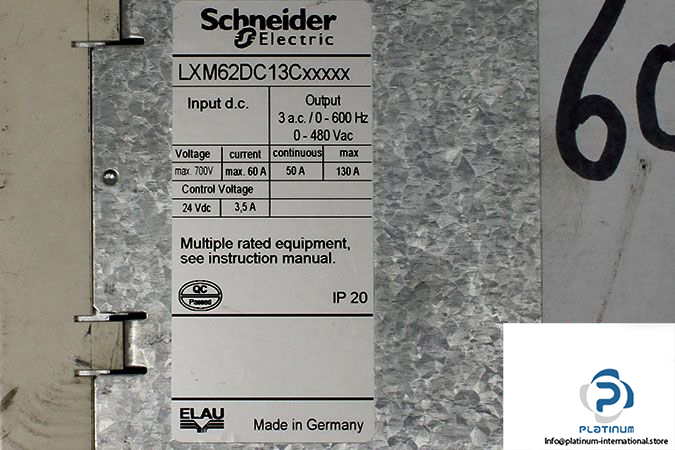 Schneider
Electric
LXM62DC13Cxxxxx
Input d.c.
Output
3 a.c. / 0 - 600 Hz
0 - 480 Vac
Voltage current continuous max
max. 700V max. 60 A 50 A 130 A
Control Voltage
24 Vdc 3,5 A
Multiple rated equipment,
see instruction manual.
QC
Passed
IP 20
ELAU
Made in Germany
60
PLATINUM
Info@platinum-international.store